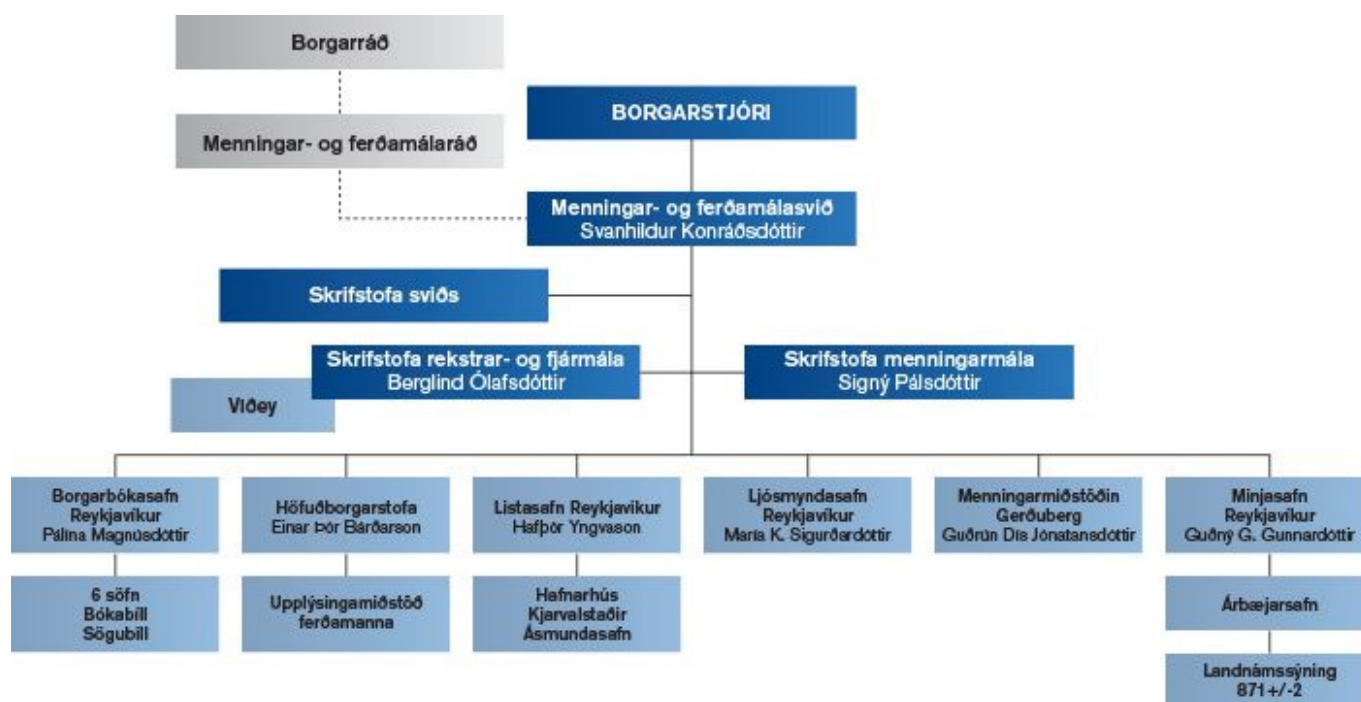 Borgarráð
Menningar- og ferðamálaráð
BORGARSTJÓRI
Menningar- og ferðamálasvið
Svanhildur Konráðsdóttir
Skrifstofa sviðs
Skrifstofa rekstrar- og fjármála
Berglind Ólafsdóttir
Skrifstofa menningarmála
Signý Pálsdóttir
Viðey
Borgarbókasafn
Reykjavíkur
Pálína Magnúsdóttir
Höfuðborgarstofa
Einar Þór Bárðarson
Listasafn Reykjavíkur
Hafþór Yngvason
Ljósmyndasafn
Reykjavíkur
María K. Sigurðardóttir
Menningarmiðstöðin
Gerðuberg
Guðrún Dís Jónatansdóttir
Minjasafn
Reykjavíkur
Guðný G. Gunnardóttir
6 söfn
Bókabíll
Sögubíll
Upplýsingamiðstöð
ferðamanna
Hafnarhús
Kjarvalstaðir
Ásmundasafn
Árbæjarsafn
Landnámssýning
871+/-2